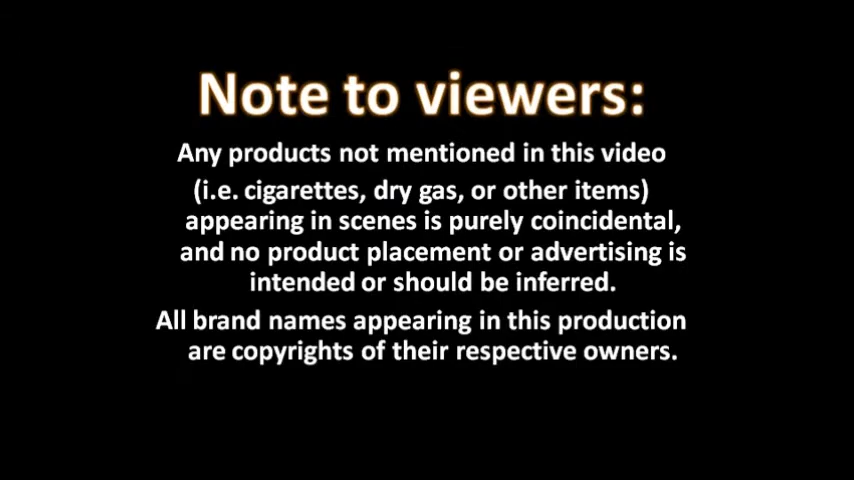 Note to viewers:
Any products not mentioned in this video
(i.e. cigarettes, dry gas, or other items)
appearing in scenes is purely coincidental,
and no product placement or advertising is
intended or should be inferred.
All brand names appearing in this production
are copyrights of their respective owners.